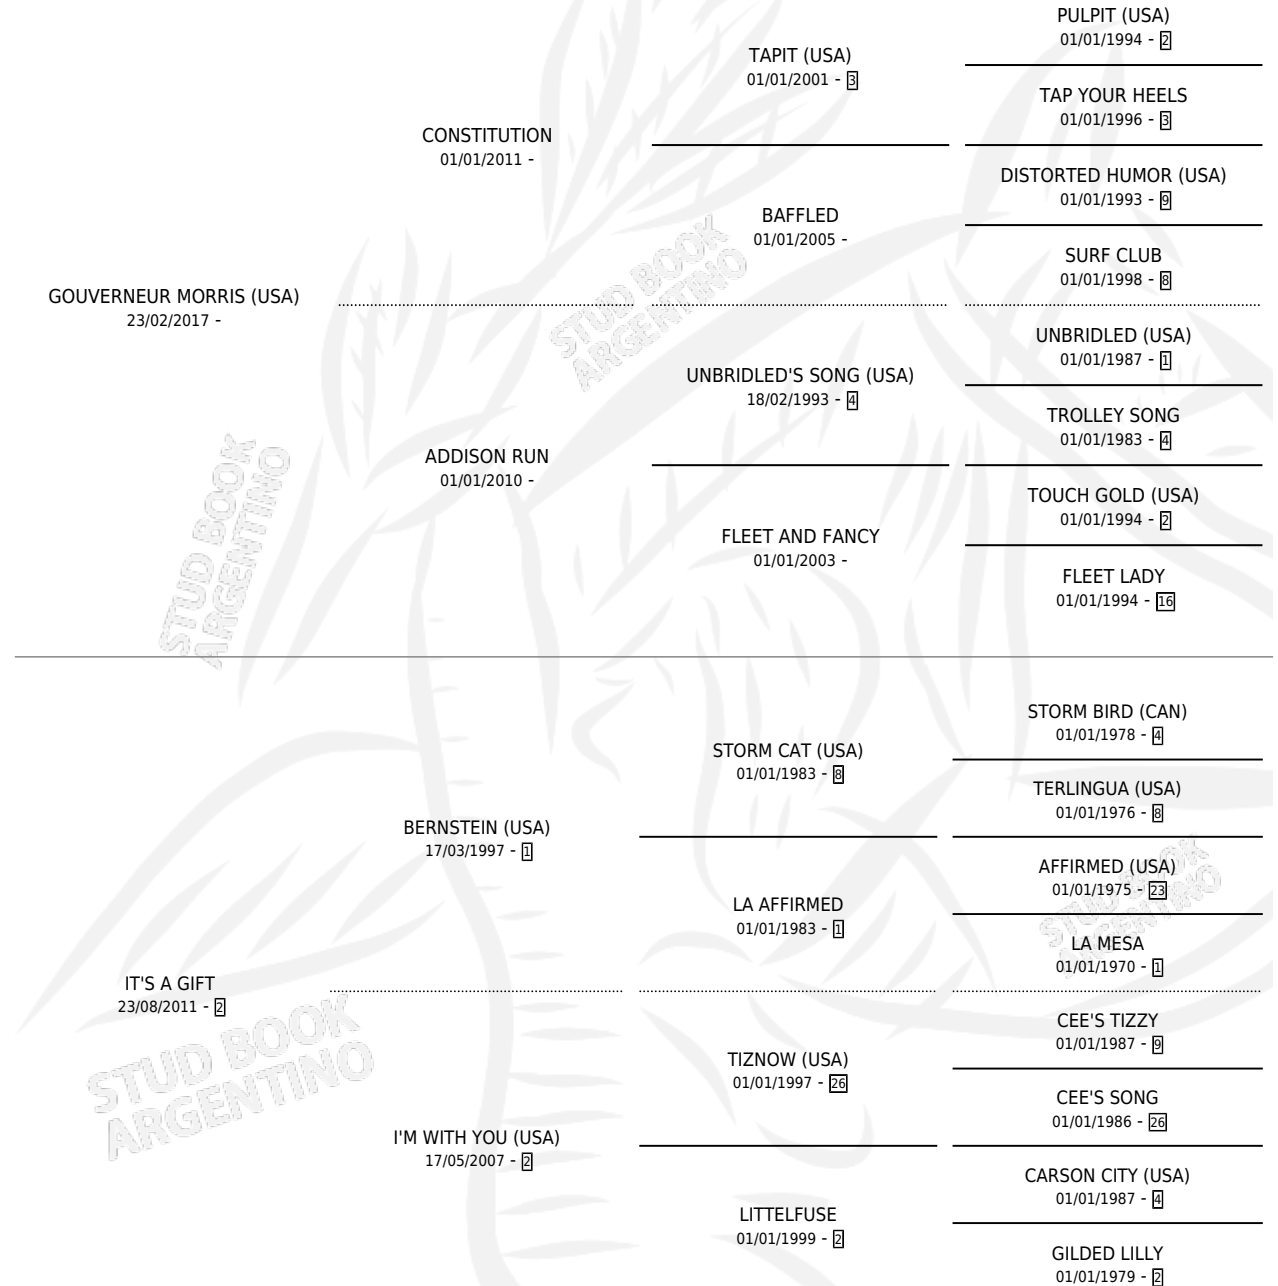 PULPIT (USA)
01/01/1994 - 2
TAPIT (USA)
01/01/2001 - 3
TAP YOUR HEELS
01/01/1996 - 3
CONSTITUTION
01/01/2011 -
DISTORTED HUMOR (USA)
01/01/1993 - 9
BAFFLED
01/01/2005 -
SURF CLUB
01/01/1998 - 8
GOUVERNEUR MORRIS (USA)
23/02/2017 -
UNBRIDLED (USA)
01/01/1987 - 1
UNBRIDLED'S SONG (USA)
18/02/1993 - 4
TROLLEY SONG
01/01/1983 - 4
ADDISON RUN
01/01/2010 -
TOUCH GOLD (USA)
01/01/1994 - 2
FLEET AND FANCY
01/01/2003 -
FLEET LADY
01/01/1994 - 16
STORM BIRD (CAN)
01/01/1978 - 4
STORM CAT (USA)
01/01/1983 - 8
TERLINGUA (USA)
01/01/1976 - 8
BERNSTEIN (USA)
17/03/1997 - 1
AFFIRMED (USA)
01/01/1975 - 23
LA AFFIRMED
01/01/1983 - 1
LA MESA
01/01/1970 - 1
IT'S A GIFT
23/08/2011 - 2
CEE'S TIZZY
01/01/1987 - 9
TIZNOW (USA)
01/01/1997 - 26
CEE'S SONG
01/01/1986 - 26
I'M WITH YOU (USA)
17/05/2007 - 2
CARSON CITY (USA)
01/01/1987 - 4
LITTELFUSE
01/01/1999 - 2
GILDED LILLY
01/01/1979 - 2
STUD BOOK
ARGENTINO
STUD BOOK
ARGENTINO
STUD BOOK
ARGENTINO
STUD BOOK
ARGENTINO